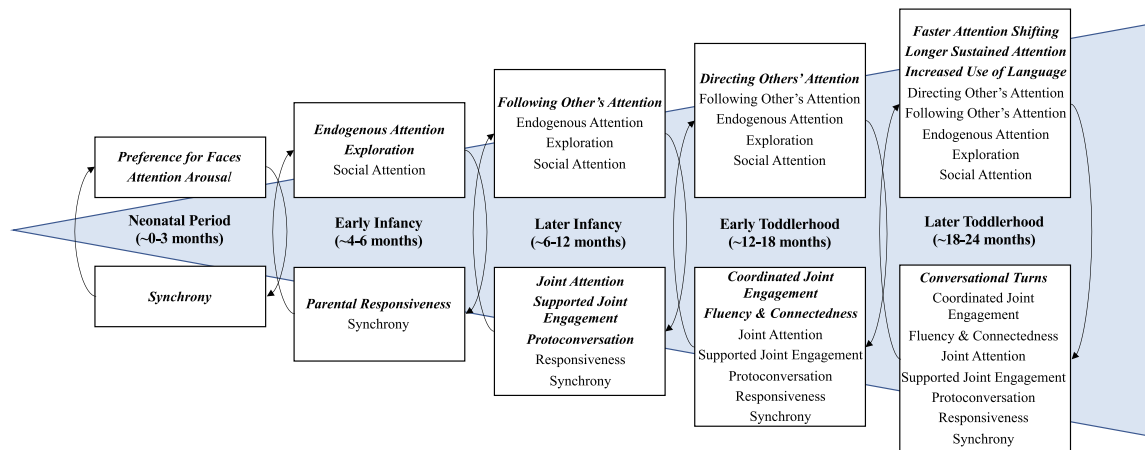 Preference for Faces
Attention Arousal
Neonatal Period
(~0-3 months)
Synchrony
Endogenous Attention
Exploration
Social Attention
Early Infancy
(~4-6 months)
Parental Responsiveness
Synchrony
Following Other's Attention
Endogenous Attention
Exploration
Social Attention
Later Infancy
(~6-12 months)
Joint Attention
Supported Joint
Engagement
Protoconversation
Responsiveness
Synchrony
Directing Others' Attention
Following Other's Attention
Endogenous Attention
Exploration
Social Attention
Early Toddlerhood
(~12-18 months)
Coordinated Joint
Engagement
Fluency & Connectedness
Joint Attention
Supported Joint Engagement
Protoconversation
Responsiveness
Synchrony
Faster Attention Shifting
Longer Sustained Attention
Increased Use of Language
Directing Other's Attention
Following Other's Attention
Endogenous Attention
Exploration
Social Attention
Later Toddlerhood
(~18-24 months)
Conversational Turns
Coordinated Joint
Engagement
Fluency & Connectedness
Joint Attention
Supported Joint Engagement
Protoconversation
Responsiveness
Synchrony